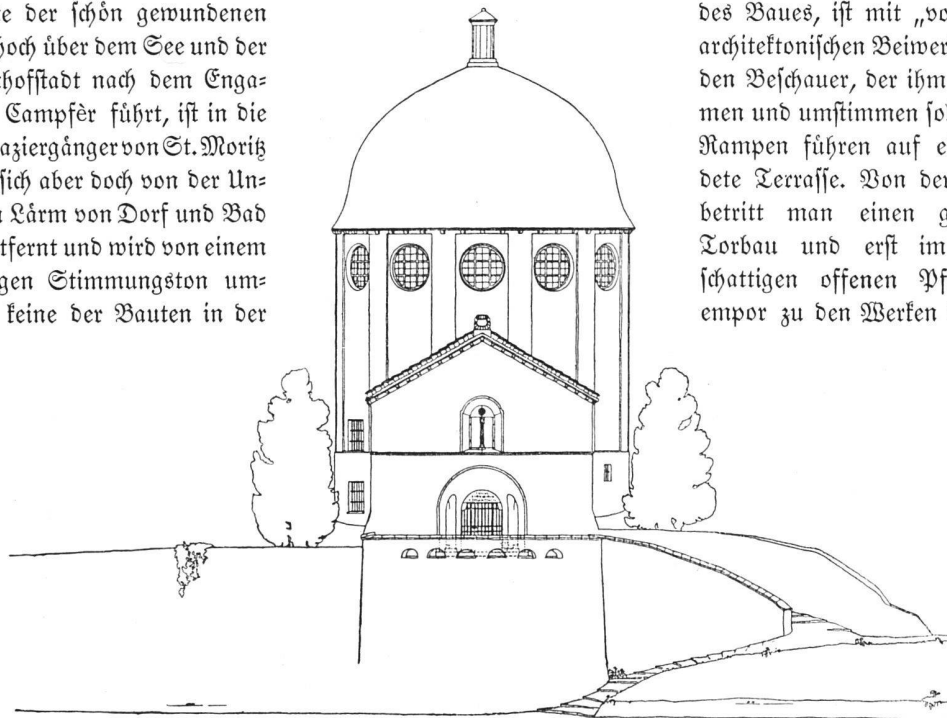 te der schön gewundenen
hoch über dem See und der
chofstadt nach dem Enga=
Campfèr führt, ist in die
aziergänger von St. Moritz
sich aber doch von der Un=
Lärm von Dorf und Bad
tfernt und wird von einem
gen Stimmungston um=
keine der Bauten in der
des Baues, ist mit „vo
architektonischen Beiwer
den Beschauer, der ihm
men und umstimmen so
Rampen führen auf e
dete Terrasse. Von der
betritt man einen g
Torbau und erst im
schattigen offenen Pf
empor zu den Werken